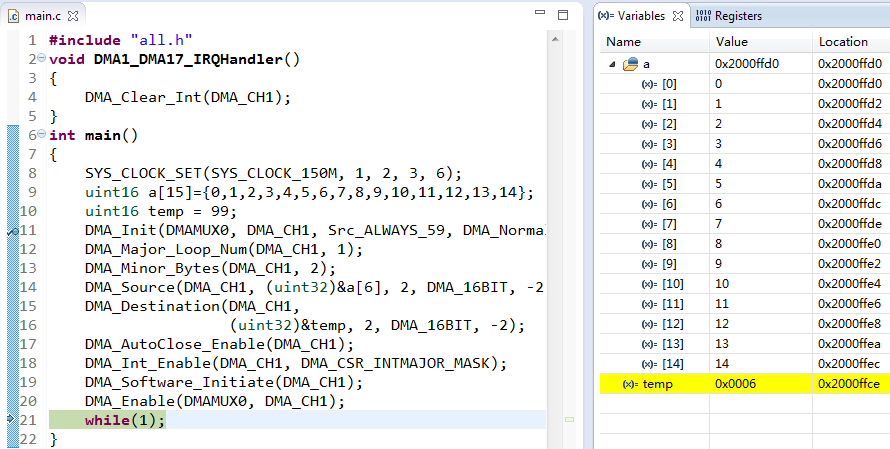 main.c
1 #include "all.h"
2 void DMA1_DMA17_IRQHandler()
3 {
4 DMA_Clear_Int(DMA_CH1);
5 }
6 int main()
7 {
8 SYS_CLOCK_SET(SYS_CLOCK_150M, 1, 2, 3, 6);
9 uint16 a[15]={0,1,2,3,4,5,6,7,8,9,10,11,12,13,14};
10 uint16 temp = 99;
11 DMA_Init(DMAMUX0, DMA_CH1, Src_ALWAYS_59, DMA_Norma
12 DMA_Major_Loop_Num(DMA_CH1, 1);
13 DMA_Minor_Bytes(DMA_CH1, 2);
14 DMA_Source(DMA_CH1, (uint32)&a[6], 2, DMA_16BIT, -2
15 DMA_Destination(DMA_CH1,
16 (uint32)&temp, 2, DMA_16BIT, -2);
17 DMA_AutoClose_Enable(DMA_CH1);
18 DMA_Int_Enable(DMA_CH1, DMA_CSR_INTMAJOR_MASK);
19 DMA_Software_Initiate(DMA_CH1);
20 DMA_Enable(DMAMUX0, DMA_CH1);
21 while(1);
22 }
(x)= Variables 1010 0101 Registers
Name Value Location
a 0x2000ffd0 0x2000ffd0
(x)= [0] 0 0x2000ffd0
(x)= [1] 1 0x2000ffd2
(x)= [2] 2 0x2000ffd4
(x)= [3] 3 0x2000ffd6
(x)= [4] 4 0x2000ffd8
(x)= [5] 5 0x2000ffda
(x)= [6] 6 0x2000ffdc
(x)= [7] 7 0x2000ffde
(x)= [8] 8 0x2000ffe0
(x)= [9] 9 0x2000ffe2
(x)= [10] 10 0x2000ffe4
(x)= [11] 11 0x2000ffe6
(x)= [12] 12 0x2000ffe8
(x)= [13] 13 0x2000ffea
(x)= [14] 14 0x2000ffec
(x)= temp 0x0006 0x2000ffce